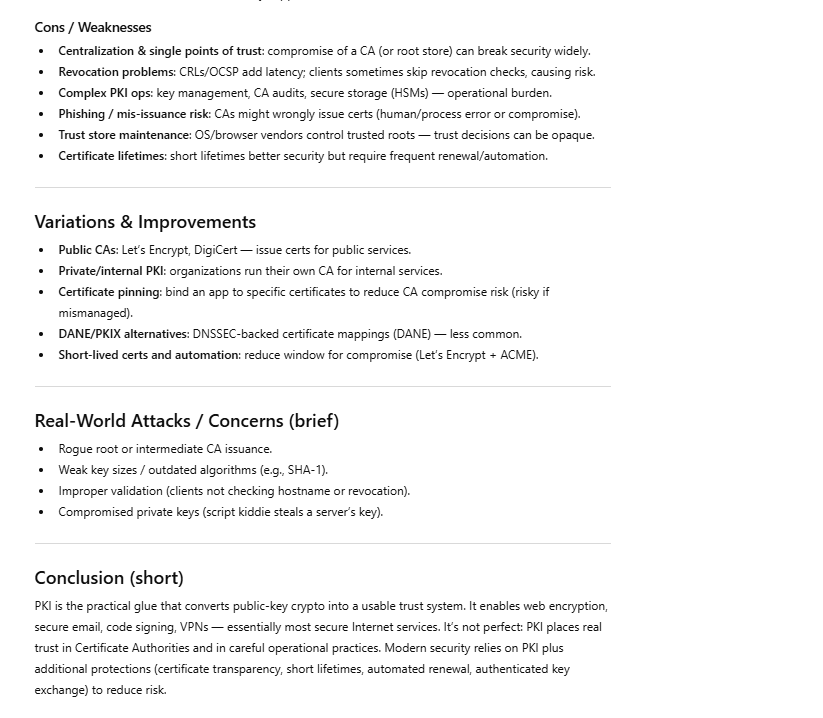 Cons / Weaknesses
• Centralization & single points of trust: compromise of a CA (or root store) can break security widely.
• Revocation problems: CRLs/OCSP add latency; clients sometimes skip revocation checks, causing risk.
• Complex PKI ops: key management, CA audits, secure storage (HSMs) — operational burden.
• Phishing / mis-issuance risk: CAs might wrongly issue certs (human/process error or compromise).
• Trust store maintenance: OS/browser vendors control trusted roots — trust decisions can be opaque.
• Certificate lifetimes: short lifetimes better security but require frequent renewal/automation.
Variations & Improvements
• Public CAs: Let's Encrypt, DigiCert — issue certs for public services.
• Private/internal PKI: organizations run their own CA for internal services.
• Certificate pinning: bind an app to specific certificates to reduce CA compromise risk (risky if
mismanaged).
• DANE/PKIX alternatives: DNSSEC-backed certificate mappings (DANE) — less common.
• Short-lived certs and automation: reduce window for compromise (Let's Encrypt + ACME).
Real-World Attacks / Concerns (brief)
• Rogue root or intermediate CA issuance.
• Weak key sizes / outdated algorithms (e.g., SHA-1).
• Improper validation (clients not checking hostname or revocation).
• Compromised private keys (script kiddie steals a server's key).
Conclusion (short)
PKI is the practical glue that converts public-key crypto into a usable trust system. It enables web encryption,
secure email, code signing, VPNs — essentially most secure Internet services. It's not perfect: PKI places real
trust in Certificate Authorities and in careful operational practices. Modern security relies on PKI plus
additional protections (certificate transparency, short lifetimes, automated renewal, authenticated key
exchange) to reduce risk.